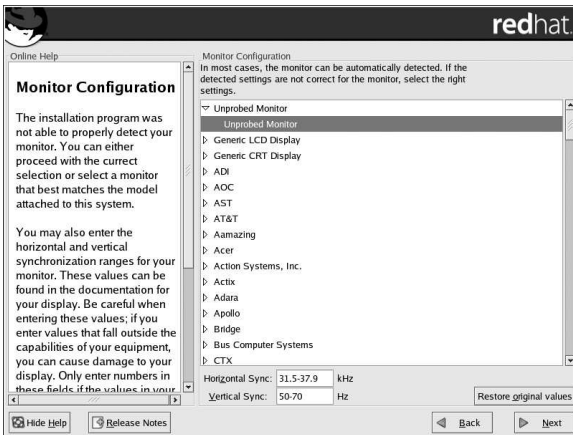 redhat.
Online Help
Monitor Configuration
The installation program was
not able to properly detect your
monitor. You can either
proceed with the currect
selection or select a monitor
that best matches the model
attached to this system.
You may also enter the
horizontal and vertical
synchronization ranges for your
monitor. These values can be
found in the documentation for
your display. Be careful when
entering these values; if you
enter values that fall outside the
capabilities of your equipment,
you can cause damage to your
display. Only enter numbers in
these fields if the values in your
Monitor Configuration
In most cases, the monitor can be automatically detected. If the
detected settings are not correct for the monitor, select the right
settings.
Unprobed Monitor
Unprobed Monitor
Generic LCD Display
Generic CRT Display
ADI
AOC
AST
AT&T
Aamazing
Acer
Action Systems, Inc.
Actix
Adara
Apollo
Bridge
Bus Computer Systems
CTX
Horizontal Sync: 31.5-37.9 kHz
Vertical Sync: 50-70 Hz
Restore original values
Hide Help
Release Notes
Back
Next